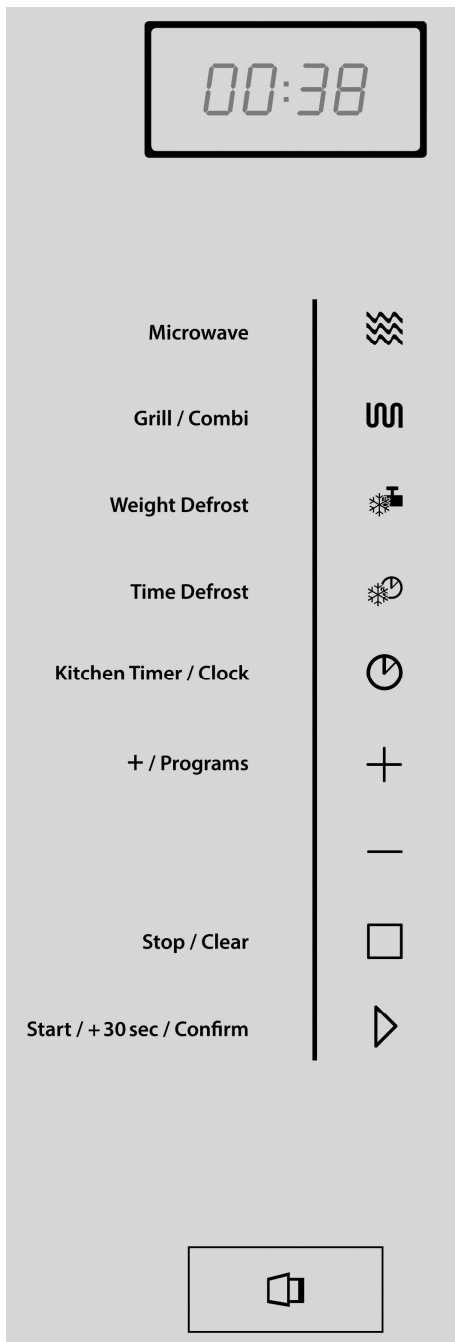 00:38
Microwave
Grill / Combi
Weight Defrost
Time Defrost
Kitchen Timer / Clock
+ / Programs
Stop / Clear
Start / +30 sec / Confirm